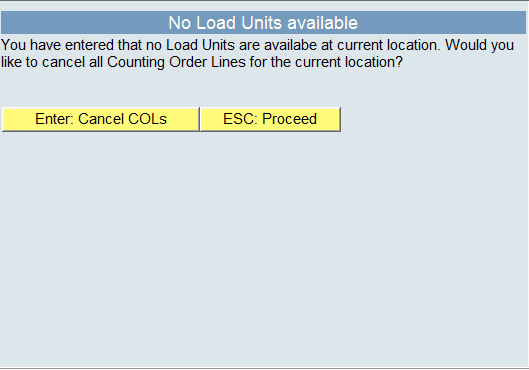 No Load Units available
You have entered that no Load Units are availabe at current location. Would you
like to cancel all Counting Order Lines for the current location?
Enter: Cancel COLs ESC: Proceed